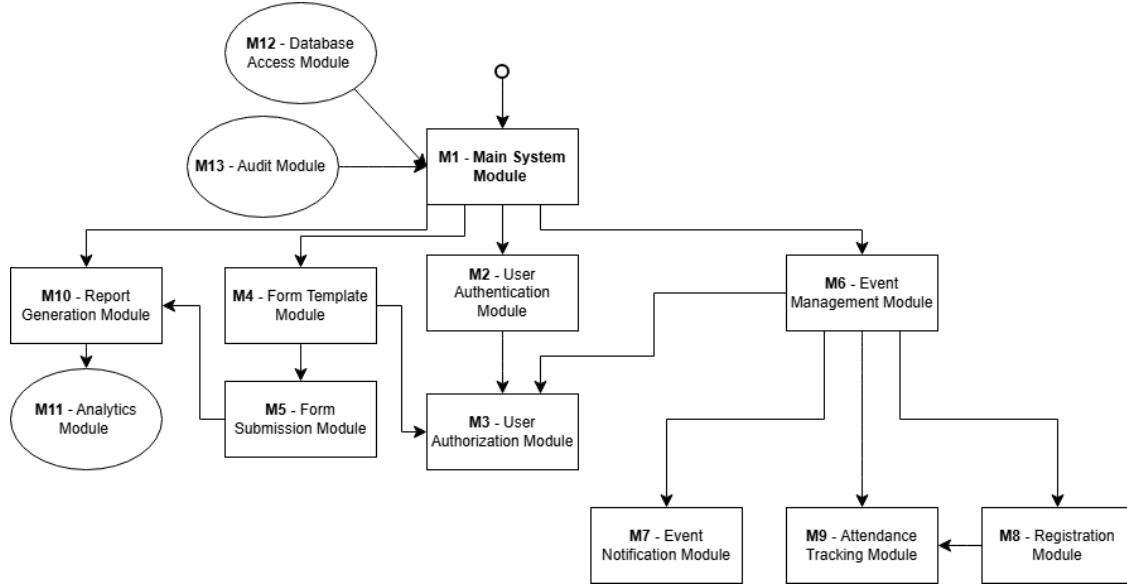 M12 - Database
Access Module
M13 - Audit Module
M1 - Main System
Module
M10 - Report
Generation Module
M4 - Form Template
Module
M2 - User
Authentication
Module
M6 - Event
Management Module
M11 - Analytics
Module
M5 - Form
Submission Module
M3 - User
Authorization Module
M7 - Event
Notification Module
M9 - Attendance
Tracking Module
M8 - Registration
Module